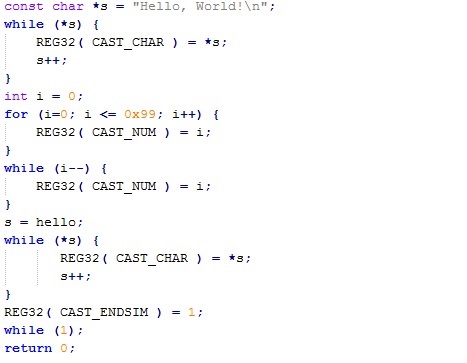 const char *s = "Hello, World!\n";
while (*s) {
REG32( CAST_CHAR ) = *s;
s++;
}
int i = 0;
for (i=0; i <= 0x99; i++) {
REG32( CAST_NUM ) = i;
}
while (i--) {
REG32( CAST_NUM ) = i;
}
s = hello;
while (*s) {
REG32( CAST_CHAR ) = *s;
s++;
}
REG32( CAST_ENDSIM ) = 1;
while (1);
return 0;